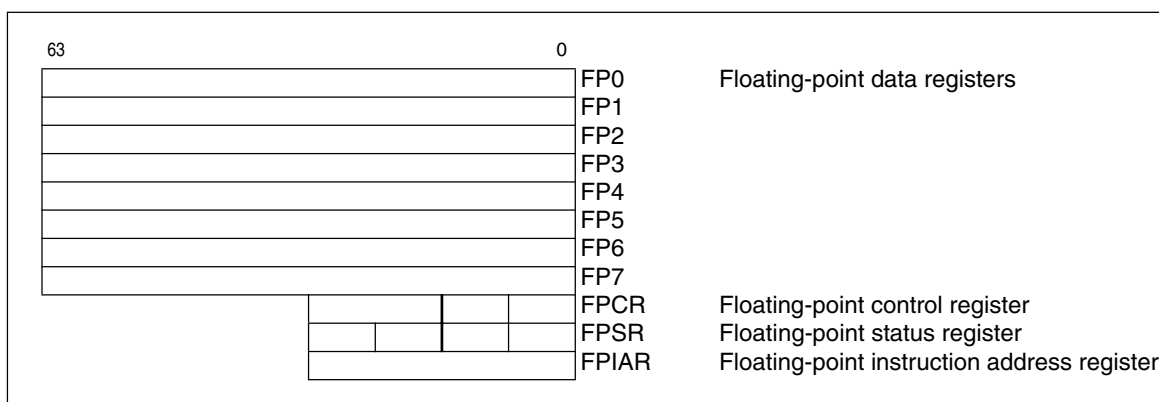 63 0
FP0 Floating-point data registers
FP1
FP2
FP3
FP4
FP5
FP6
FP7
FPCR Floating-point control register
FPSR Floating-point status register
FPIAR Floating-point instruction address register